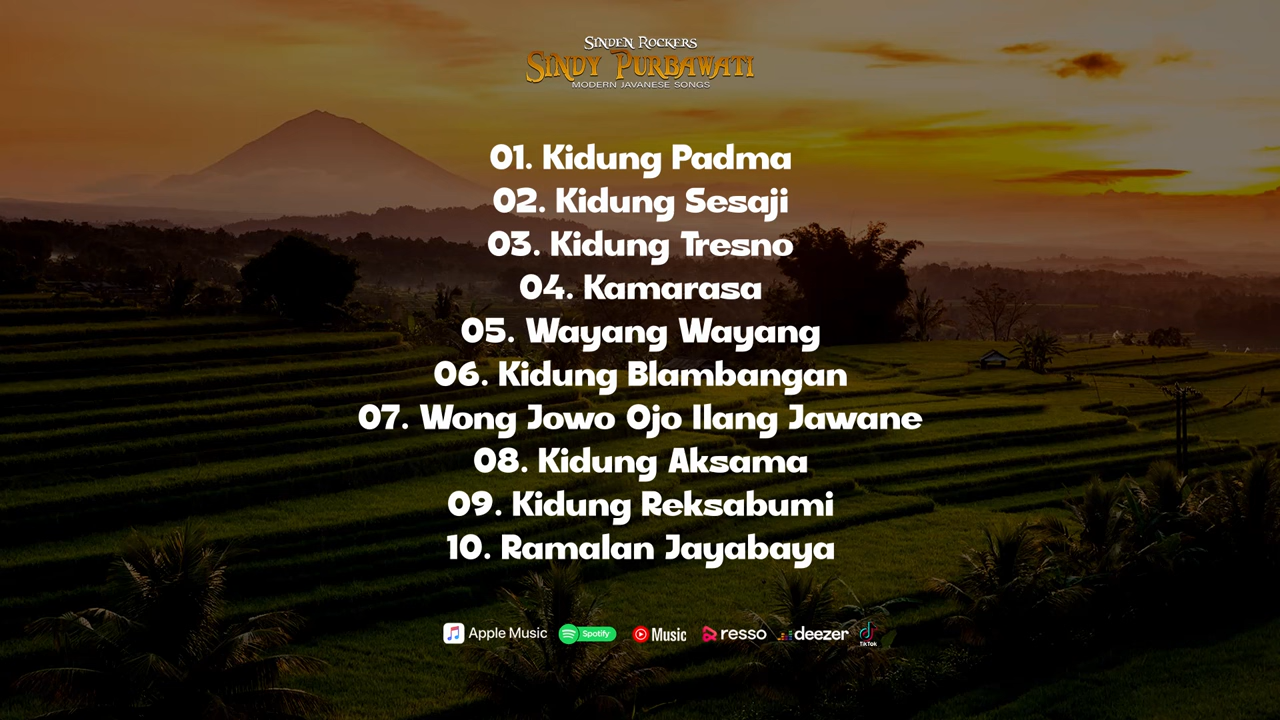 Sinden Rockers
Sindy Purbawati
MODERN JAVANESE SONGS
01. Kidung Padma
02. Kidung Sesaji
03. Kidung Tresno
04. Kamarasa
05. Wayang Wayang
06. Kidung Blambangan
07. Wong Jowo Ojo Ilang Jawane
08. Kidung Aksama
09. Kidung Reksabumi
10. Ramalan Jayabaya
Apple Music Spotify Music resso deezer TikTok